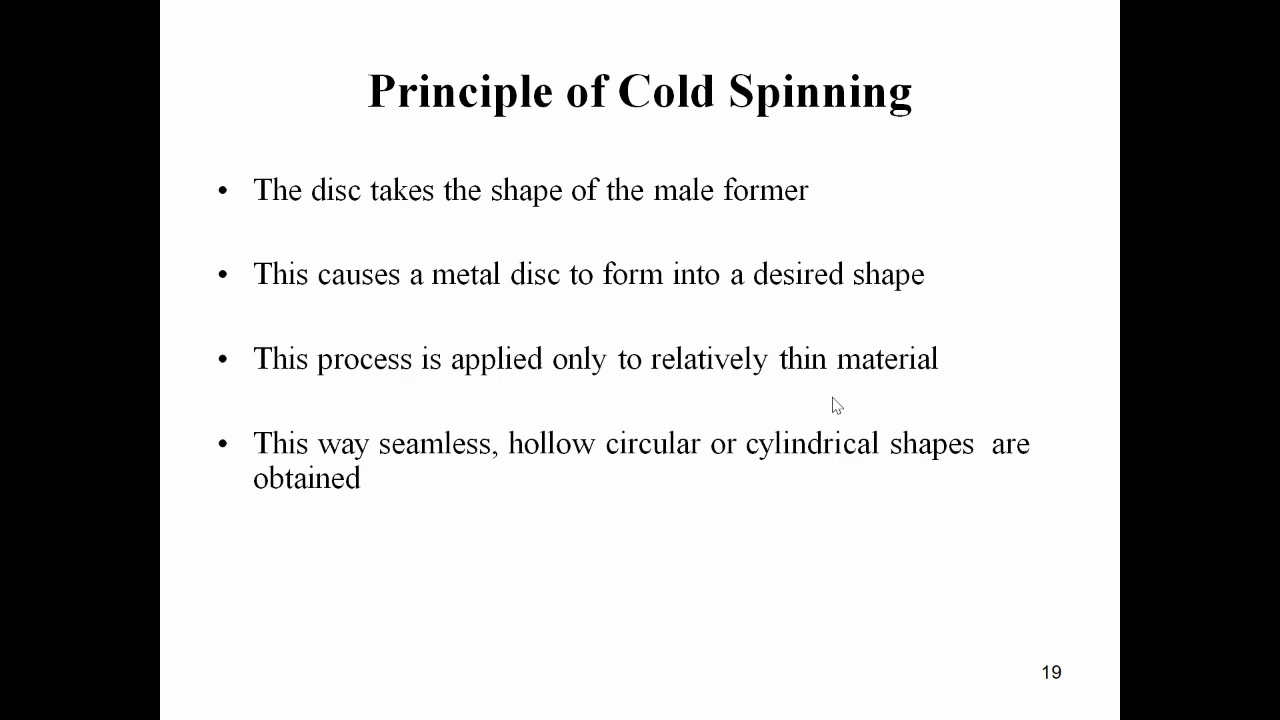 Principle of Cold Spinning
• The disc takes the shape of the male former
• This causes a metal disc to form into a desired shape
• This process is applied only to relatively thin material
• This way seamless, hollow circular or cylindrical shapes  are
obtained
19